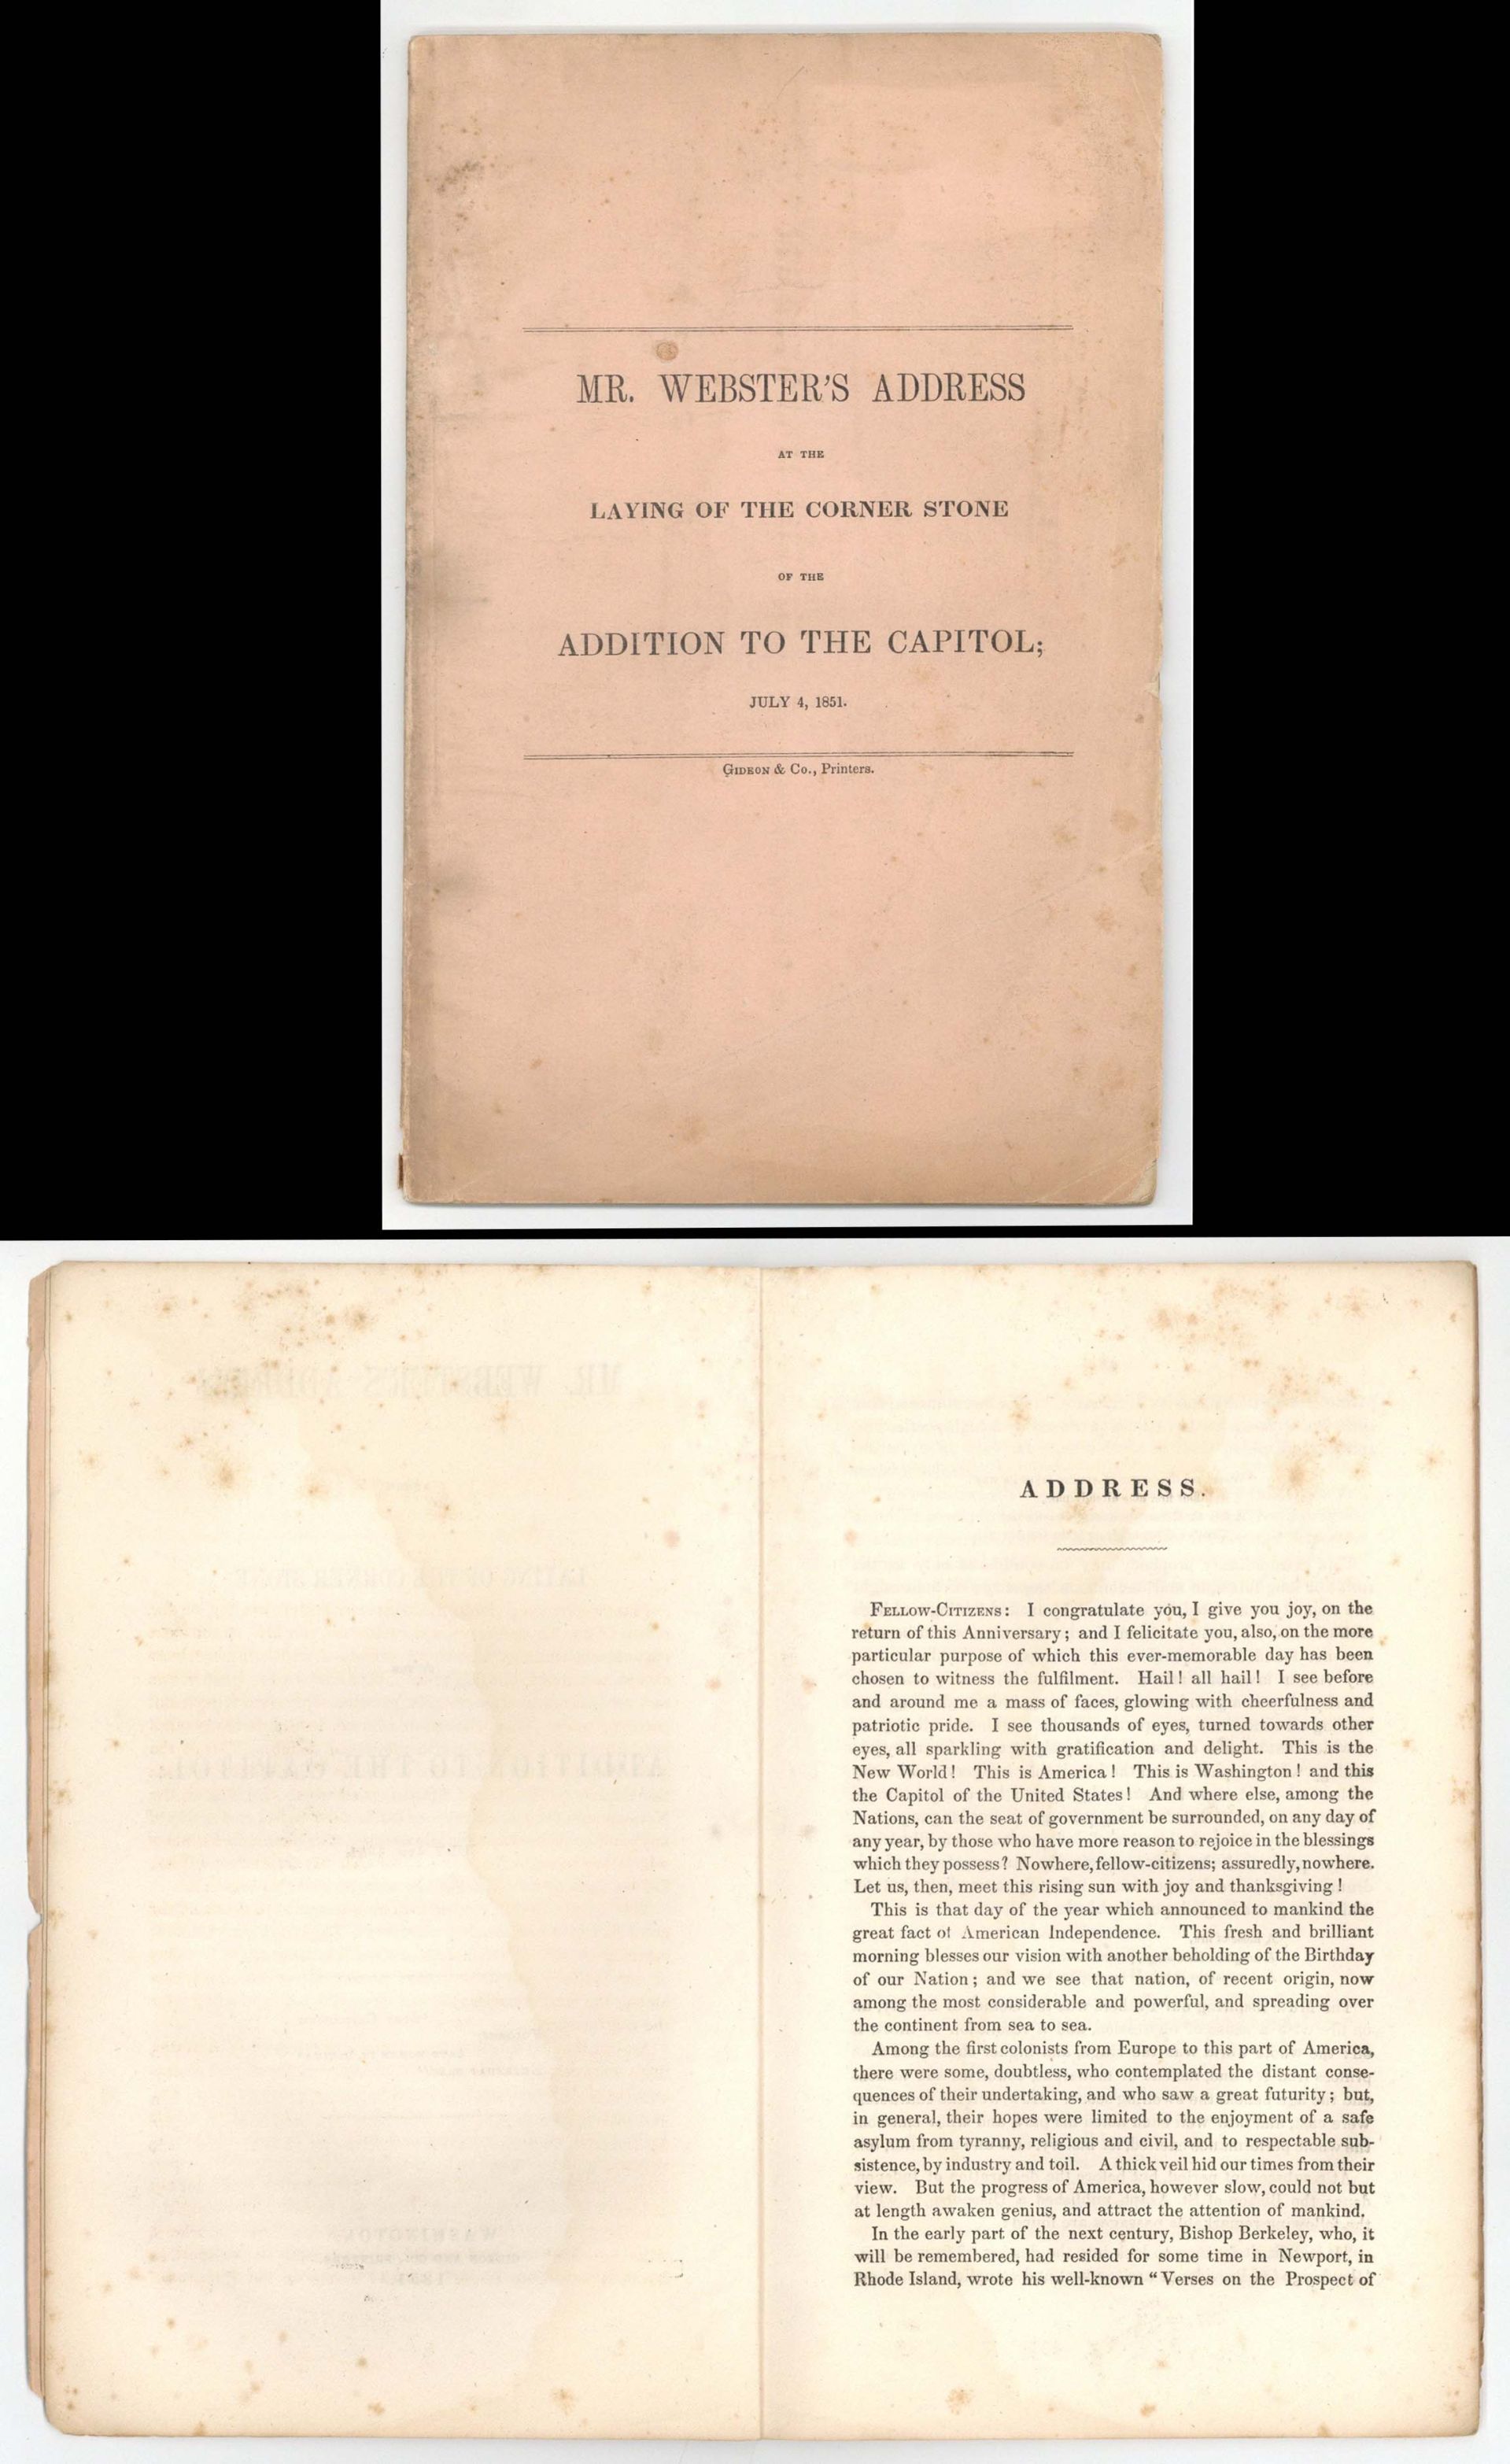 MR. WEBSTER'S ADDRESS
AT THE
LAYING OF THE CORNER STONE
OF THE
ADDITION TO THE CAPITOL;
JULY 4, 1851.
GIDEON & Co., Printers.
ADDRESS.
FELLOW-CITIZENS: I congratulate you, I give you joy, on the
return of this Anniversary; and I felicitate you, also, on the more
particular purpose of which this ever-memorable day has been
chosen to witness the fulfilment. Hail! all hail! I see before
and around me a mass of faces, glowing with cheerfulness and
patriotic pride. I see thousands of eyes, turned towards other
eyes, all sparkling with gratification and delight. This is the
New World! This is America! This is Washington! and this
the Capitol of the United States! And where else, among the
Nations, can the seat of government be surrounded, on any day of
any year, by those who have more reason to rejoice in the blessings
which they possess? Nowhere, fellow-citizens; assuredly, nowhere.
Let us, then, meet this rising sun with joy and thanksgiving!
This is that day of the year which announced to mankind the
great fact of American Independence. This fresh and brilliant
morning blesses our vision with another beholding of the Birthday
of our Nation; and we see that nation, of recent origin, now
among the most considerable and powerful, and spreading over
the continent from sea to sea.
Among the first colonists from Europe to this part of America,
there were some, doubtless, who contemplated the distant conse-
quences of their undertaking, and who saw a great futurity; but,
in general, their hopes were limited to the enjoyment of a safe
asylum from tyranny, religious and civil, and to respectable sub-
sistence, by industry and toil. A thick veil hid our times from their
view. But the progress of America, however slow, could not but
at length awaken genius, and attract the attention of mankind.
In the early part of the next century, Bishop Berkeley, who, it
will be remembered, had resided for some time in Newport, in
Rhode Island, wrote his well-known "Verses on the Prospect of